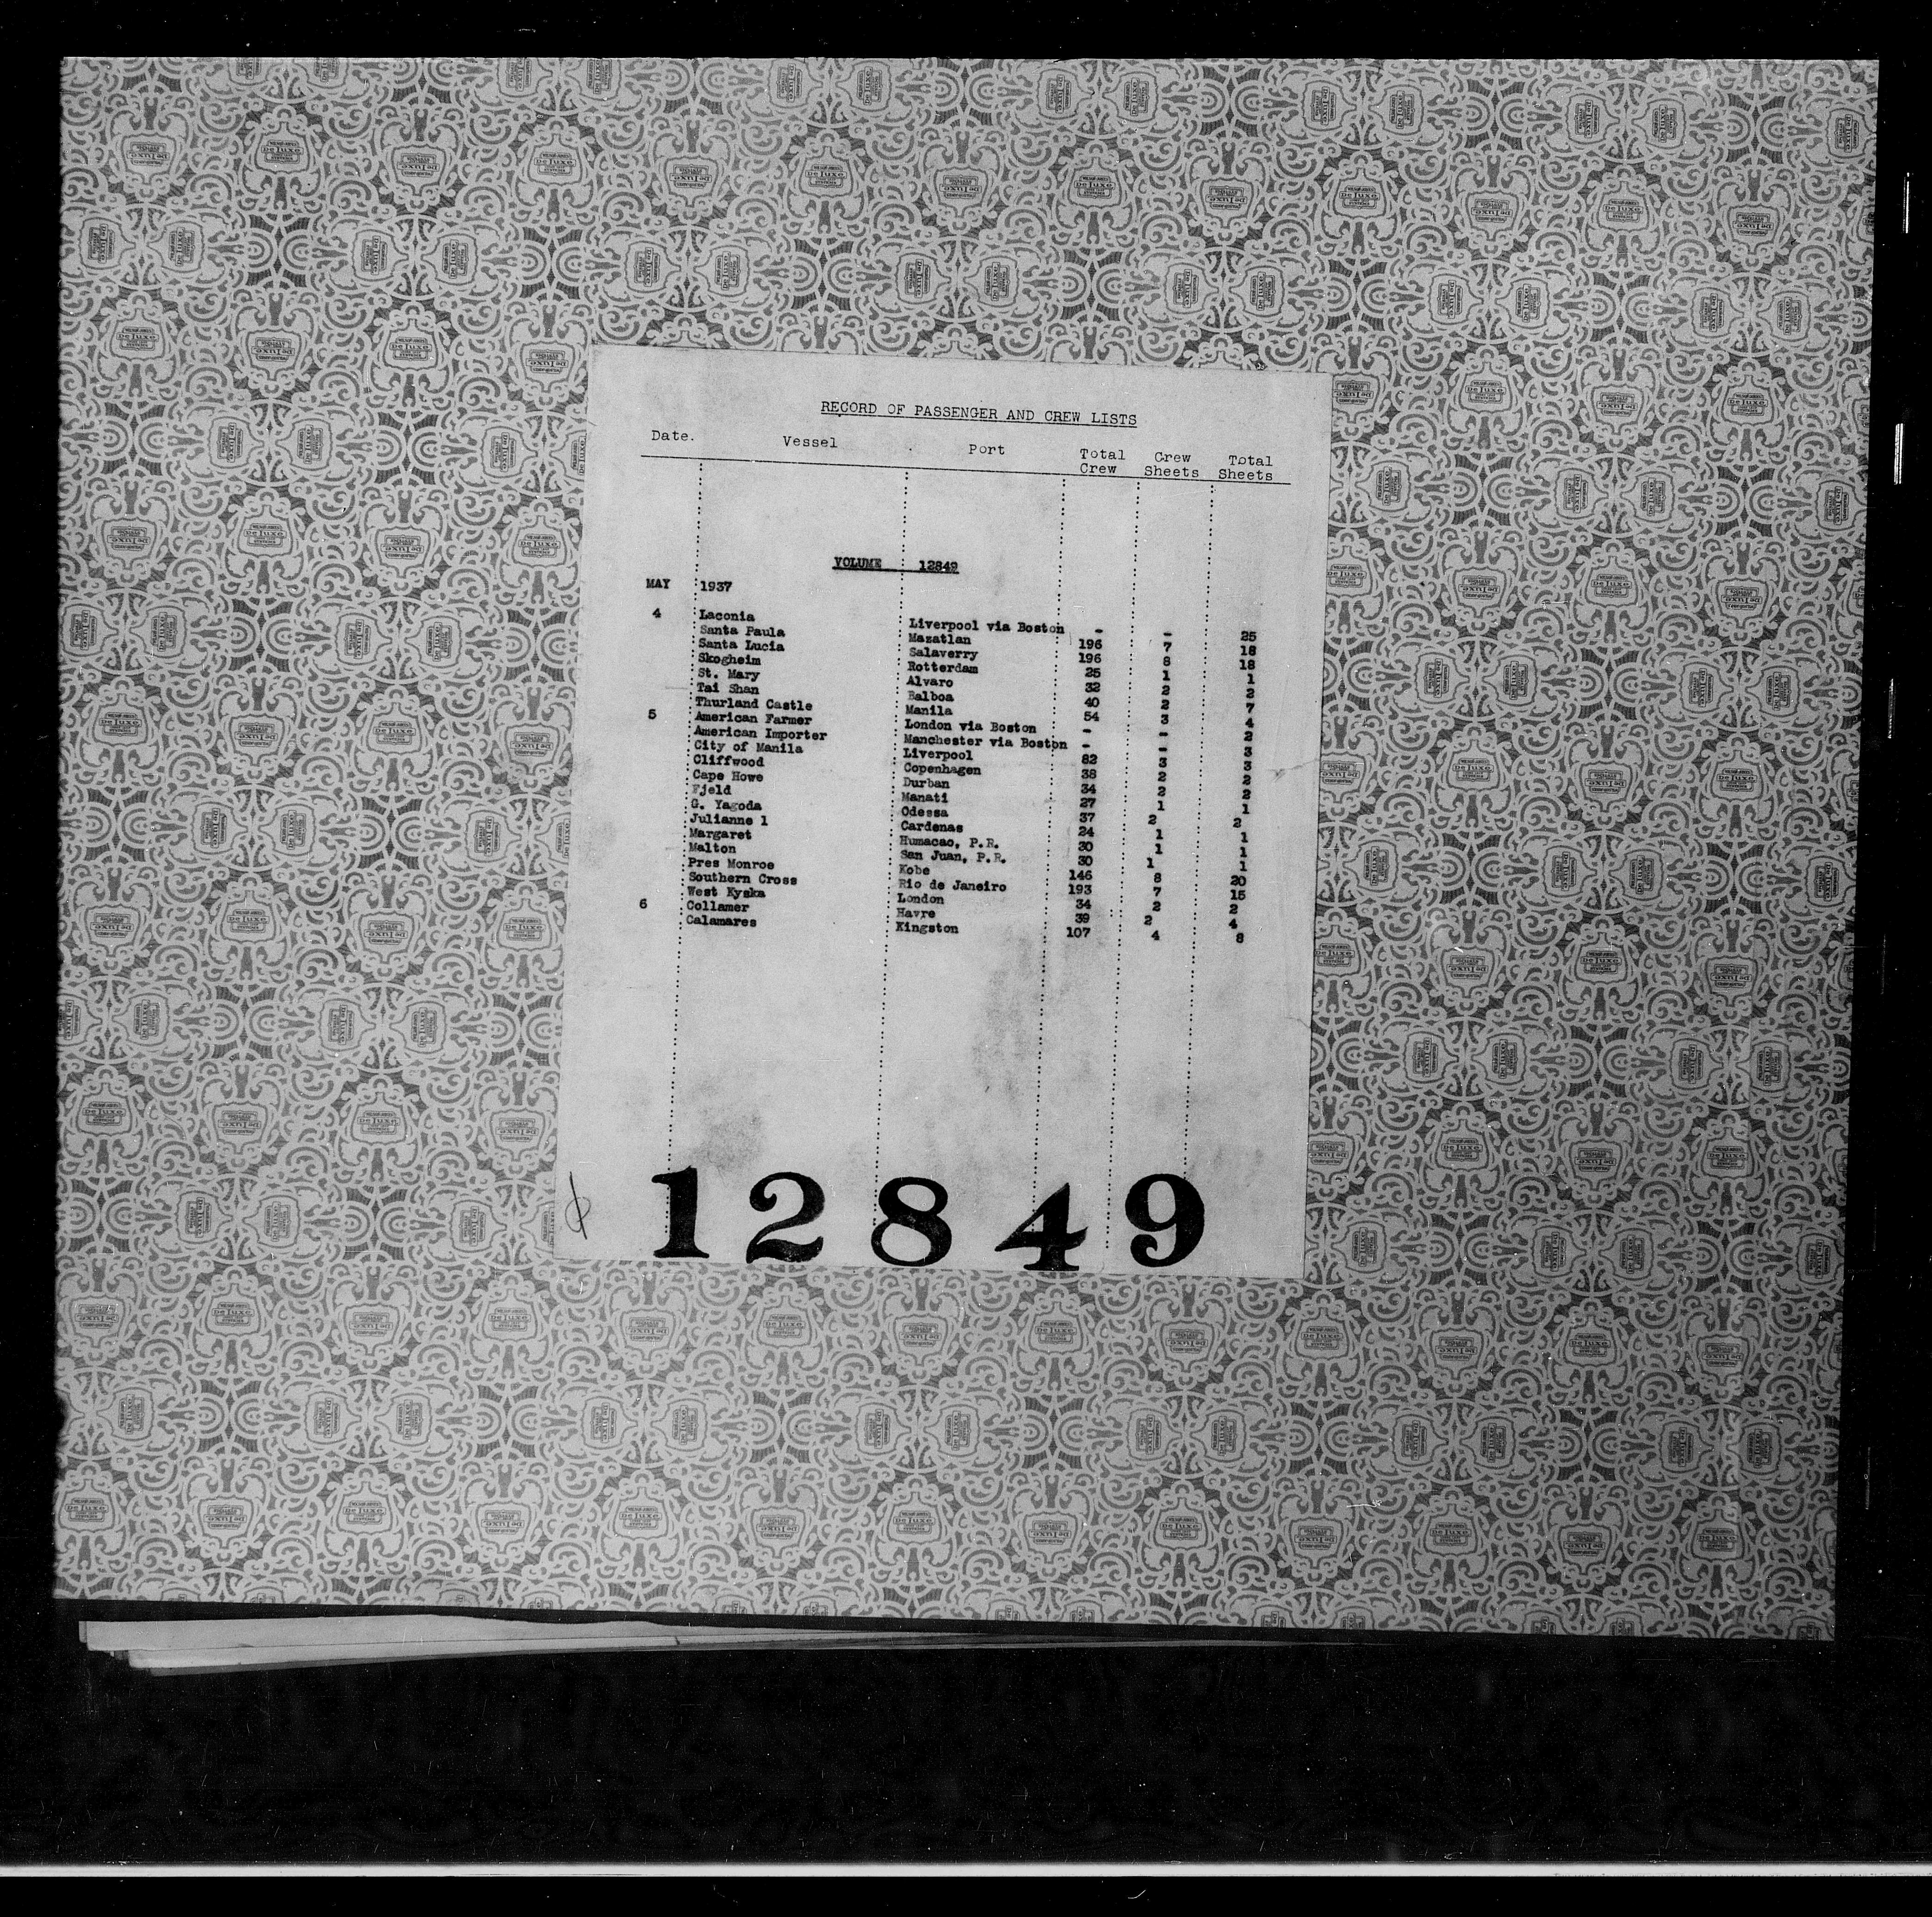 RECORD OF PASSENGER AND CREW LISTS
Date. Vessel Port Total Crew Crew Sheets Total Sheets
VOLUME 12849
MAY 1937
4 Laconia Liverpool via Boston - - 25
Santa Paula Mazatlan 196 7 18
Santa Lucia Salaverry 196 8 18
Skogheim Rotterdam 25 1 1
St. Mary Alvaro 32 2 2
Tai Shan Balboa 40 2 7
Thurland Castle Manila 54 3 4
5 American Farmer London via Boston - - 2
American Importer Manchester via Boston - - 3
City of Manila Liverpool 82 3 3
Cliffwood Copenhagen 38 2 2
Cape Howe Durban 34 2 2
Fjeld Manati 27 1 1
G. Yagoda Odessa 37 2 2
Julianne 1 Cardenas 24 1 1
Margaret Humacao, P.R. 30 1 1
Malton San Juan, P.R. 30 1 1
Pres Monroe Kobe 146 8 20
Southern Cross Rio de Janeiro 193 7 15
West Kyska London 34 2 2
6 Collamer Havre 39 2 4
Calamares Kingston 107 4 8
12849